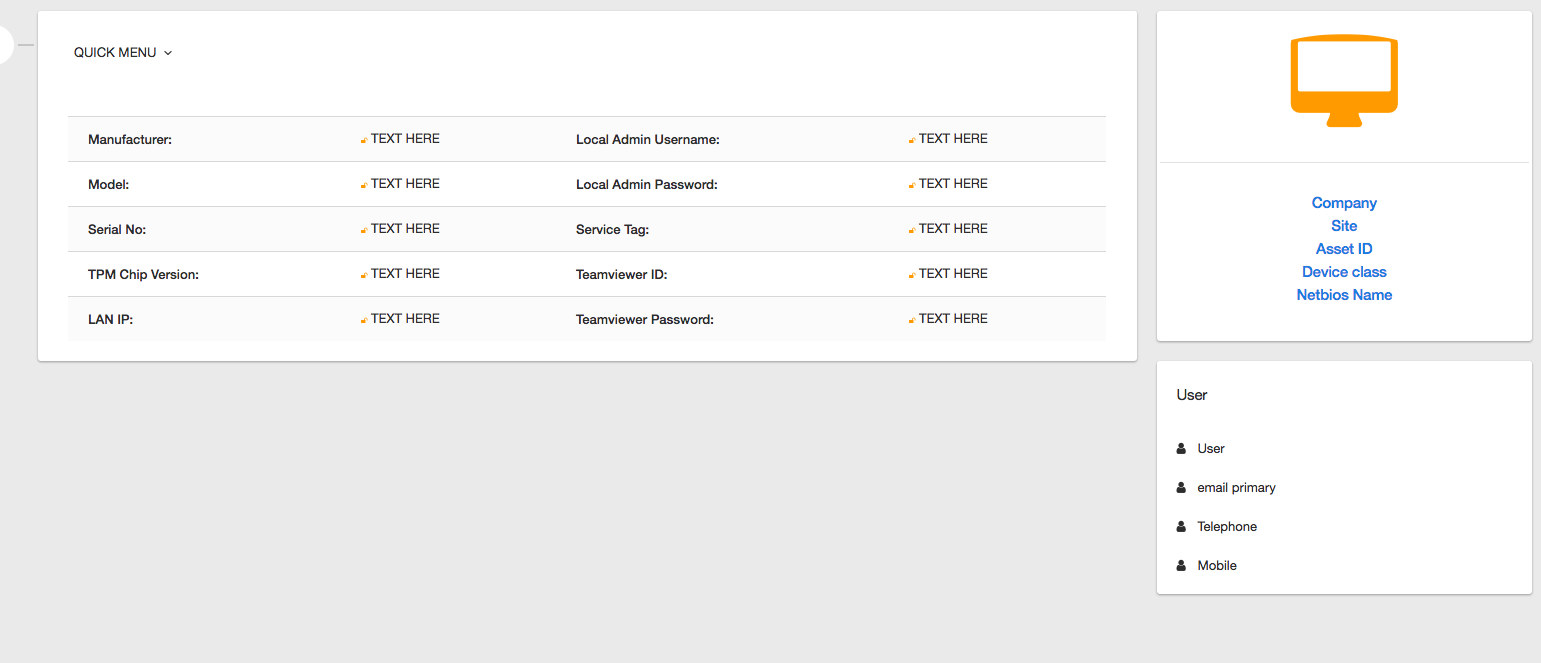 QUICK MENU
Manufacturer: TEXT HERE Local Admin Username: TEXT HERE
Model: TEXT HERE Local Admin Password: TEXT HERE
Serial No: TEXT HERE Service Tag: TEXT HERE
TPM Chip Version: TEXT HERE Teamviewer ID: TEXT HERE
LAN IP: TEXT HERE Teamviewer Password: TEXT HERE
Company
Site
Asset ID
Device class
Netbios Name
User
User
email primary
Telephone
Mobile